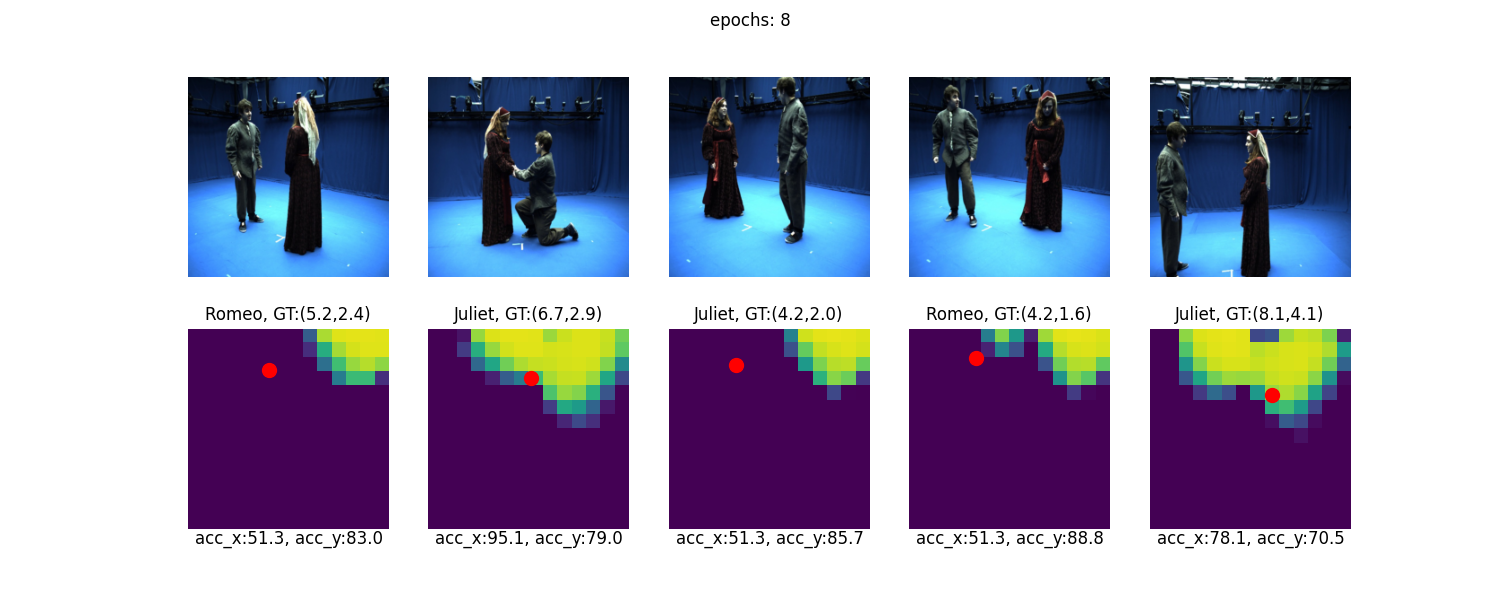 epochs: 8
Romeo, GT:(5.2,2.4)
Juliet, GT:(6.7,2.9)
Juliet, GT:(4.2,2.0)
Romeo, GT:(4.2,1.6)
Juliet, GT:(8.1,4.1)
acc_x:51.3, acc_y:83.0
acc_x:95.1, acc_y:79.0
acc_x:51.3, acc_y:85.7
acc_x:51.3, acc_y:88.8
acc_x:78.1, acc_y:70.5